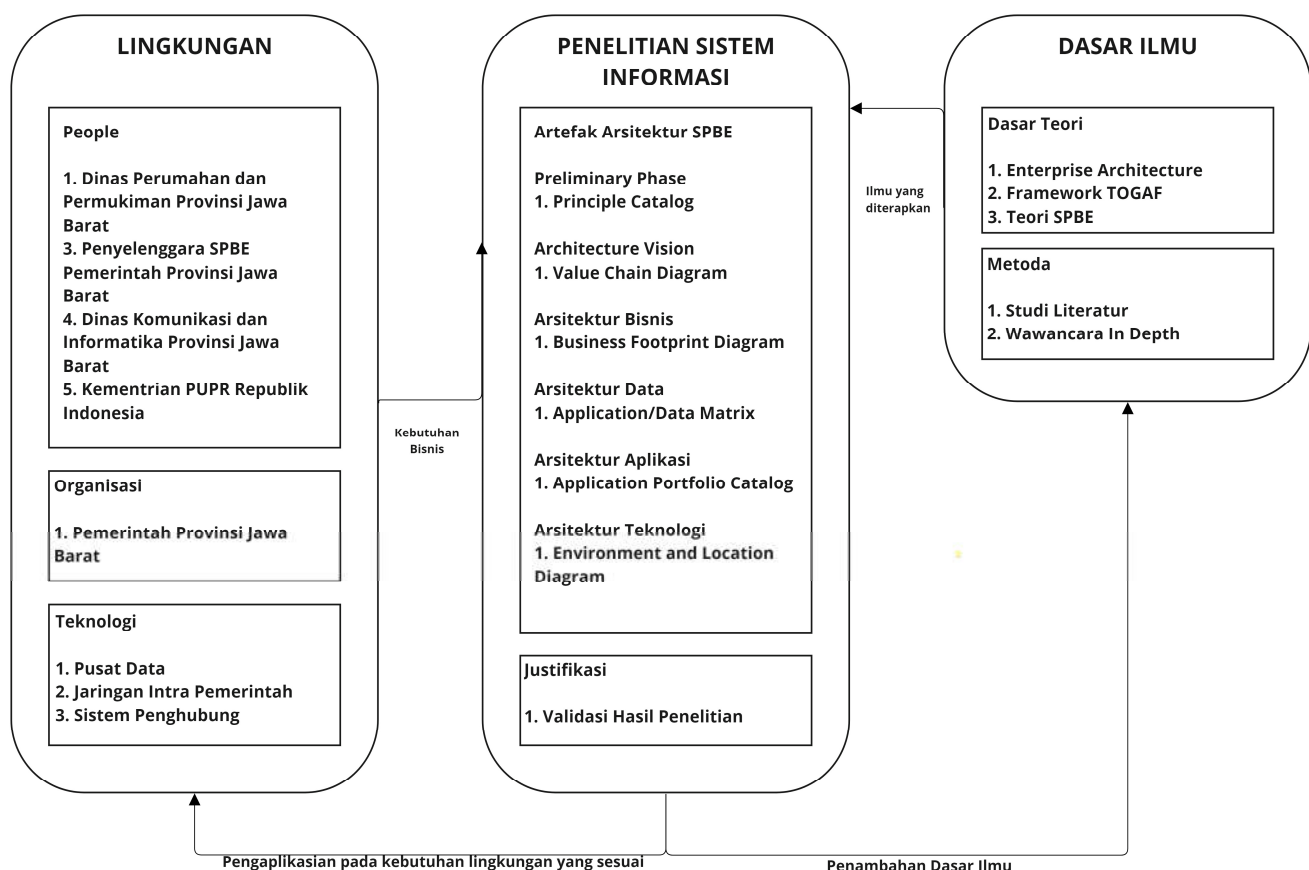 LINGKUNGAN
People
1. Dinas Perumahan dan
Permukiman Provinsi Jawa
Barat
3. Penyelenggara SPBE
Pemerintah Provinsi Jawa
Barat
4. Dinas Komunikasi dan
Informatika Provinsi Jawa
Barat
5. Kementrian PUPR Republik
Indonesia
Organisasi
1. Pemerintah Provinsi Jawa
Barat
Teknologi
1. Pusat Data
2. Jaringan Intra Pemerintah
3. Sistem Penghubung
Kebutuhan
Bisnis
PENELITIAN SISTEM
INFORMASI
Artefak Arsitektur SPBE
Preliminary Phase
1. Principle Catalog
Architecture Vision
1. Value Chain Diagram
Arsitektur Bisnis
1. Business Footprint Diagram
Arsitektur Data
1. Application/Data Matrix
Arsitektur Aplikasi
1. Application Portfolio Catalog
Arsitektur Teknologi
1. Environment and Location
Diagram
Justifikasi
1. Validasi Hasil Penelitian
Ilmu yang
diterapkan
DASAR ILMU
Dasar Teori
1. Enterprise Architecture
2. Framework TOGAF
3. Teori SPBE
Metoda
1. Studi Literatur
2. Wawancara In Depth
Pengaplikasian pada kebutuhan lingkungan yang sesuai
Penambahan Dasar Ilmu